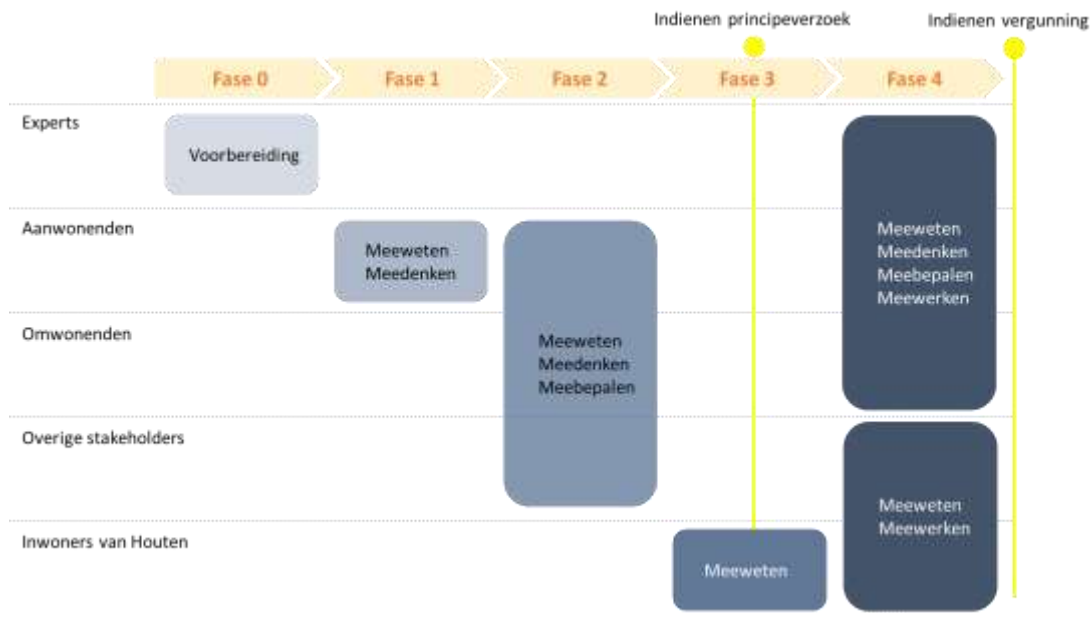 Indienen principeverzoek
Indienen vergunning
Fase 0
Fase 1
Fase 2
Fase 3
Fase 4
Experts
Voorbereiding
Aanwonenden
Meeweten
Meedenken
Meeweten
Meedenken
Meebepalen
Meewerken
Omwonenden
Meeweten
Meedenken
Meebepalen
Overige stakeholders
Meeweten
Meewerken
Inwoners van Houten
Meeweten